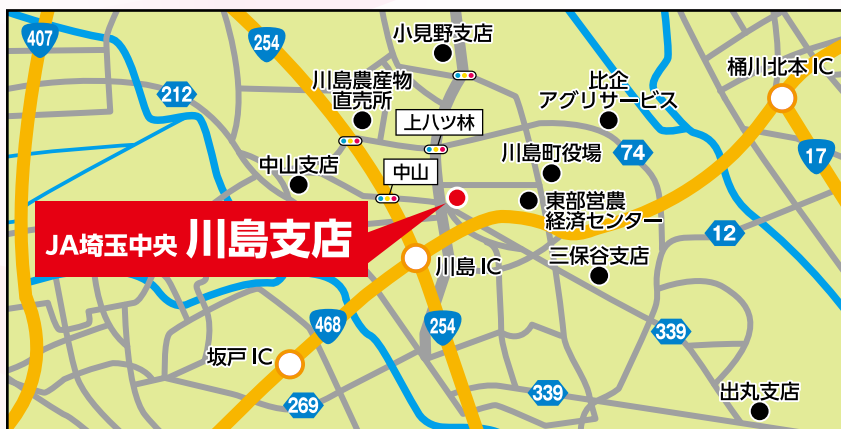 407
254
小見野支店
桶川北本 IC
212
川島農産物
直売所
比企
アグリサービス
上八ツ林
74
17
中山支店
中山
川島町役場
東部営農
経済センター
12
JA埼玉中央 川島支店
川島 IC
三保谷支店
468
254
339
坂戸 IC
269
339
出丸支店